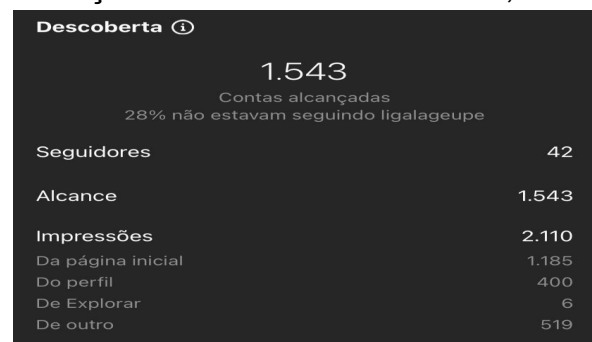 Descoberta
1.543
Contas alcançadas
28% não estavam seguindo ligalageupe
Seguidores 42
Alcance 1.543
Impressões 2.110
Da página inicial 1.185
Do perfil 400
De Explorar 6
De outro 519